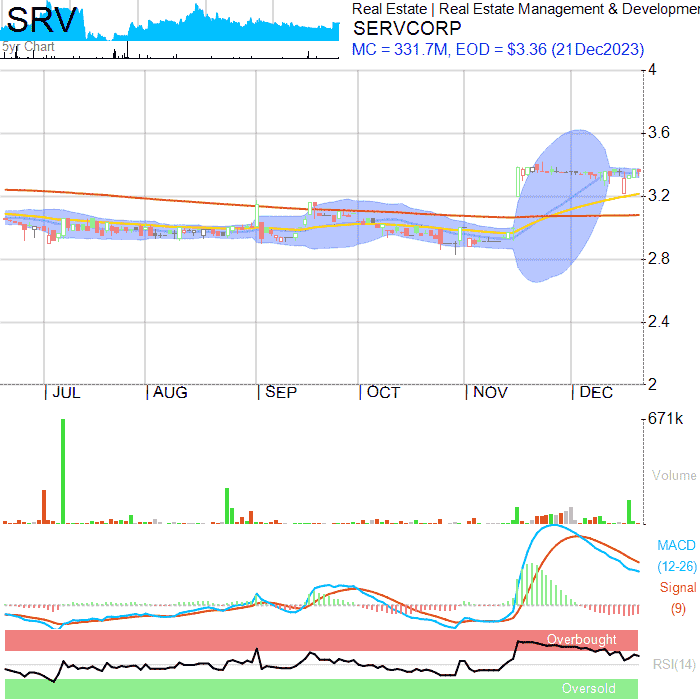 SRV
5yr Chart
Real Estate | Real Estate Management & Developmen
SERVCORP
MC = 331.7M, EOD = $3.36 (21Dec2023)
4
3.6
3.2
2.8
2.4
2
JUL AUG SEP OCT NOV DEC
671k
Volume
MACD
(12-26)
Signal
(9)
Overbought
RSI(14)
Oversold